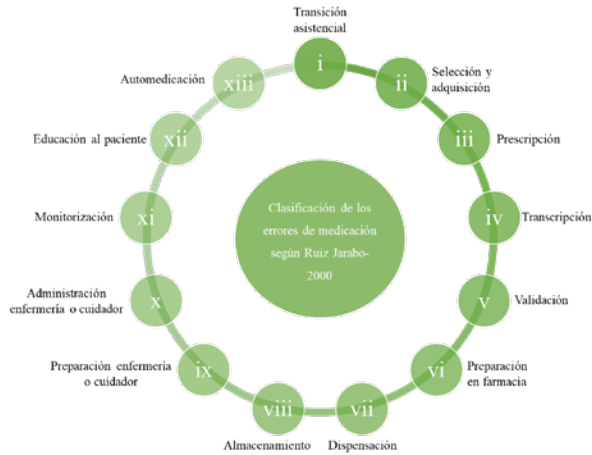 Clasificación de los
errores de medicación
según Ruiz Jarabo-
2000
i
Transición
asistencial
ii
Selección y
adquisición
iii
Prescripción
iv
Transcripción
v
Validación
vi
Preparación
en farmacia
vii
Dispensación
viii
Almacenamiento
ix
Preparación enfermería
o cuidador
x
Administración
enfermería o cuidador
xi
Monitorización
xii
Educación al paciente
xiii
Automedicación